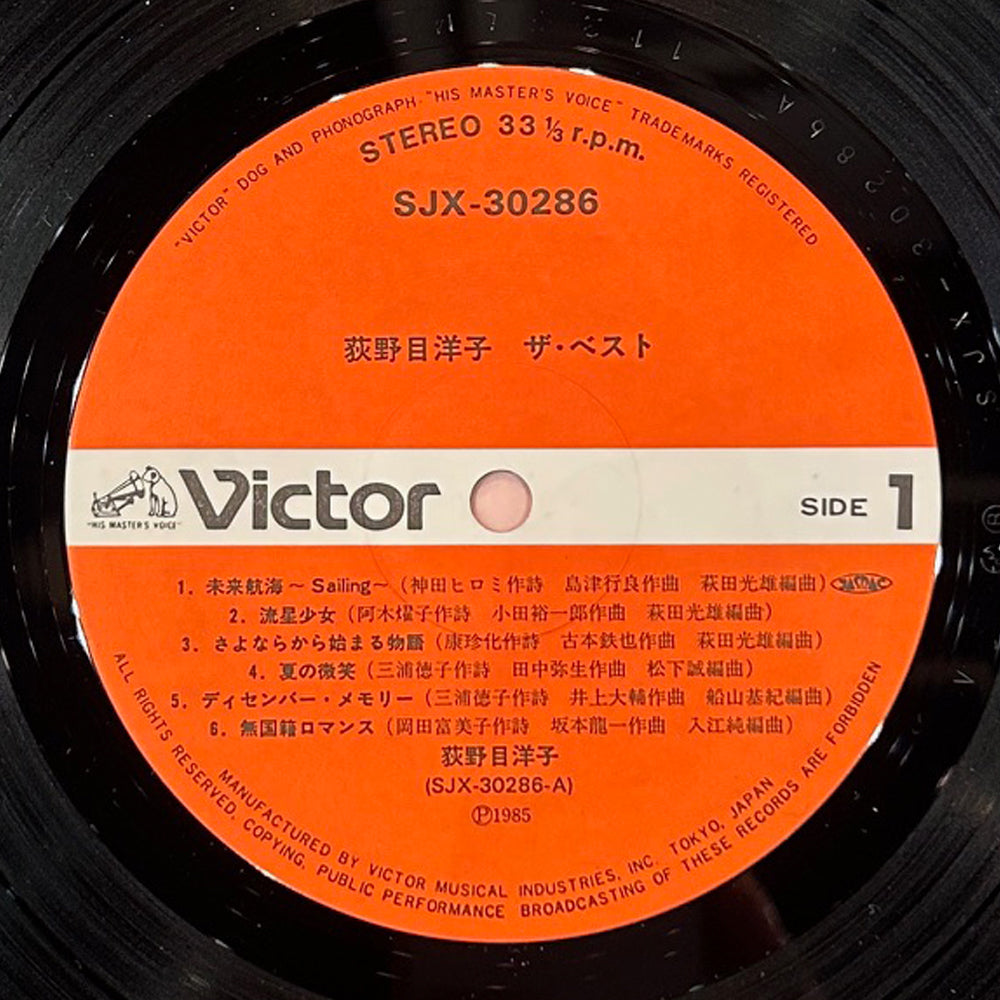 "VICTOR" DOG AND PHONOGRAPH·"HIS MASTER'S VOICE" TRADEMARKS REGISTERED
STEREO 33 ⅓ r.p.m.
SJX-30286
荻野目洋子 ザ・ベスト
"HIS MASTER'S VOICE"
Victor
SIDE 1
1. 未来航海~Sailing~(神田ヒロミ作詩 島津行良作曲 萩田光雄編曲) JASRAC
2. 流星少女(阿木燿子作詩 小田裕一郎作曲 萩田光雄編曲)
3. さよならから始まる物語(康珍化作詩 古本鉄也作曲 萩田光雄編曲)
4. 夏の微笑(三浦徳子作詩 田中弥生作曲 松下誠編曲)
5. ディセンバー・メモリー(三浦徳子作詩 井上大輔作曲 船山基紀編曲)
6. 無国籍ロマンス(岡田富美子作詩 坂本龍一作曲 入江純編曲)
荻野目洋子
(SJX-30286-A)
Ⓟ1985
MANUFACTURED BY VICTOR MUSICAL INDUSTRIES, INC. TOKYO, JAPAN
ALL RIGHTS RESERVED. COPYING, PUBLIC PERFORMANCE BROADCASTING OF THESE RECORDS ARE FORBIDDEN
SJX-30286A